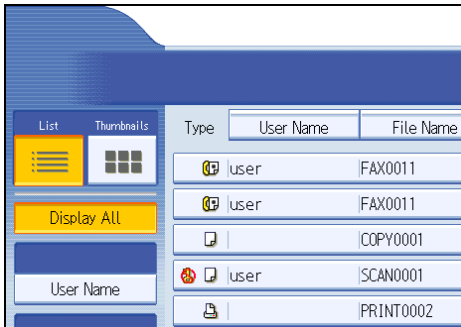 List Thumbnails
Type User Name File Name
user FAX0011
Display All
user FAX0011
COPY0001
user SCAN0001
User Name
PRINT0002